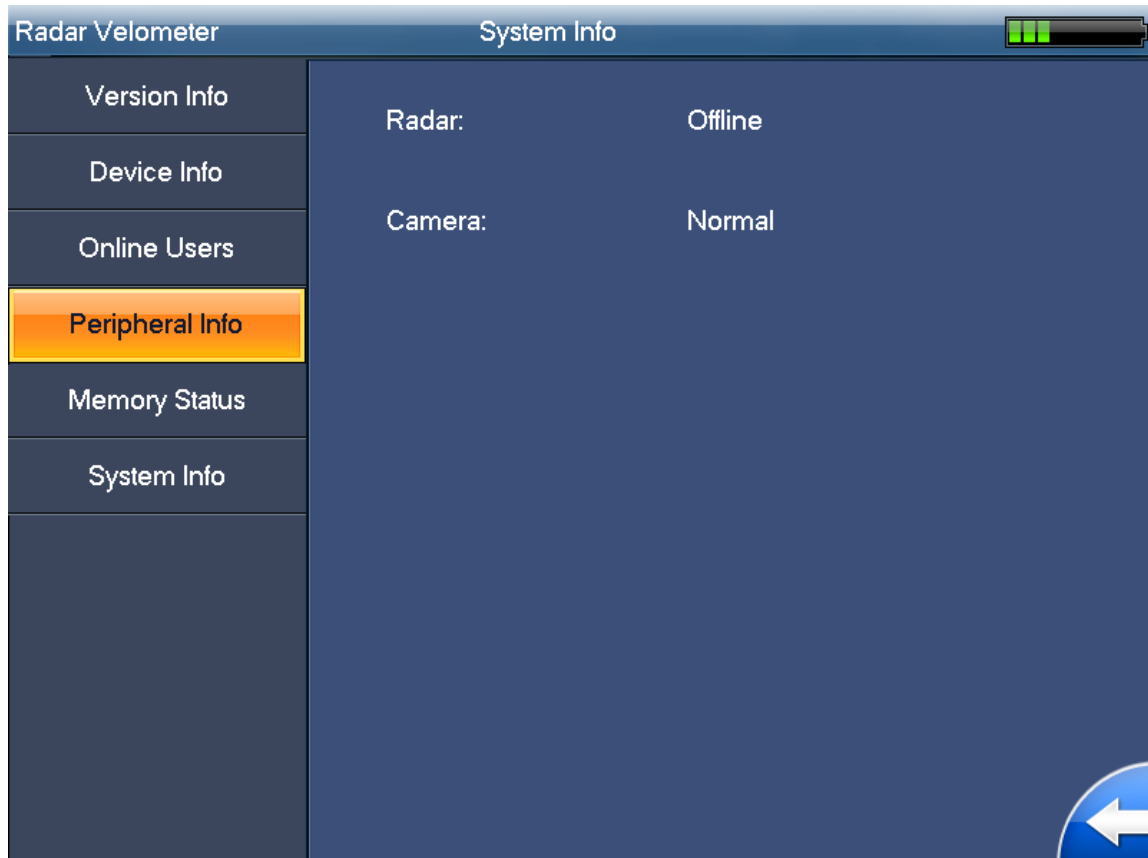 Radar Velometer
System Info
Version Info
Device Info
Online Users
Peripheral Info
Memory Status
System Info
Radar: Offline
Camera: Normal